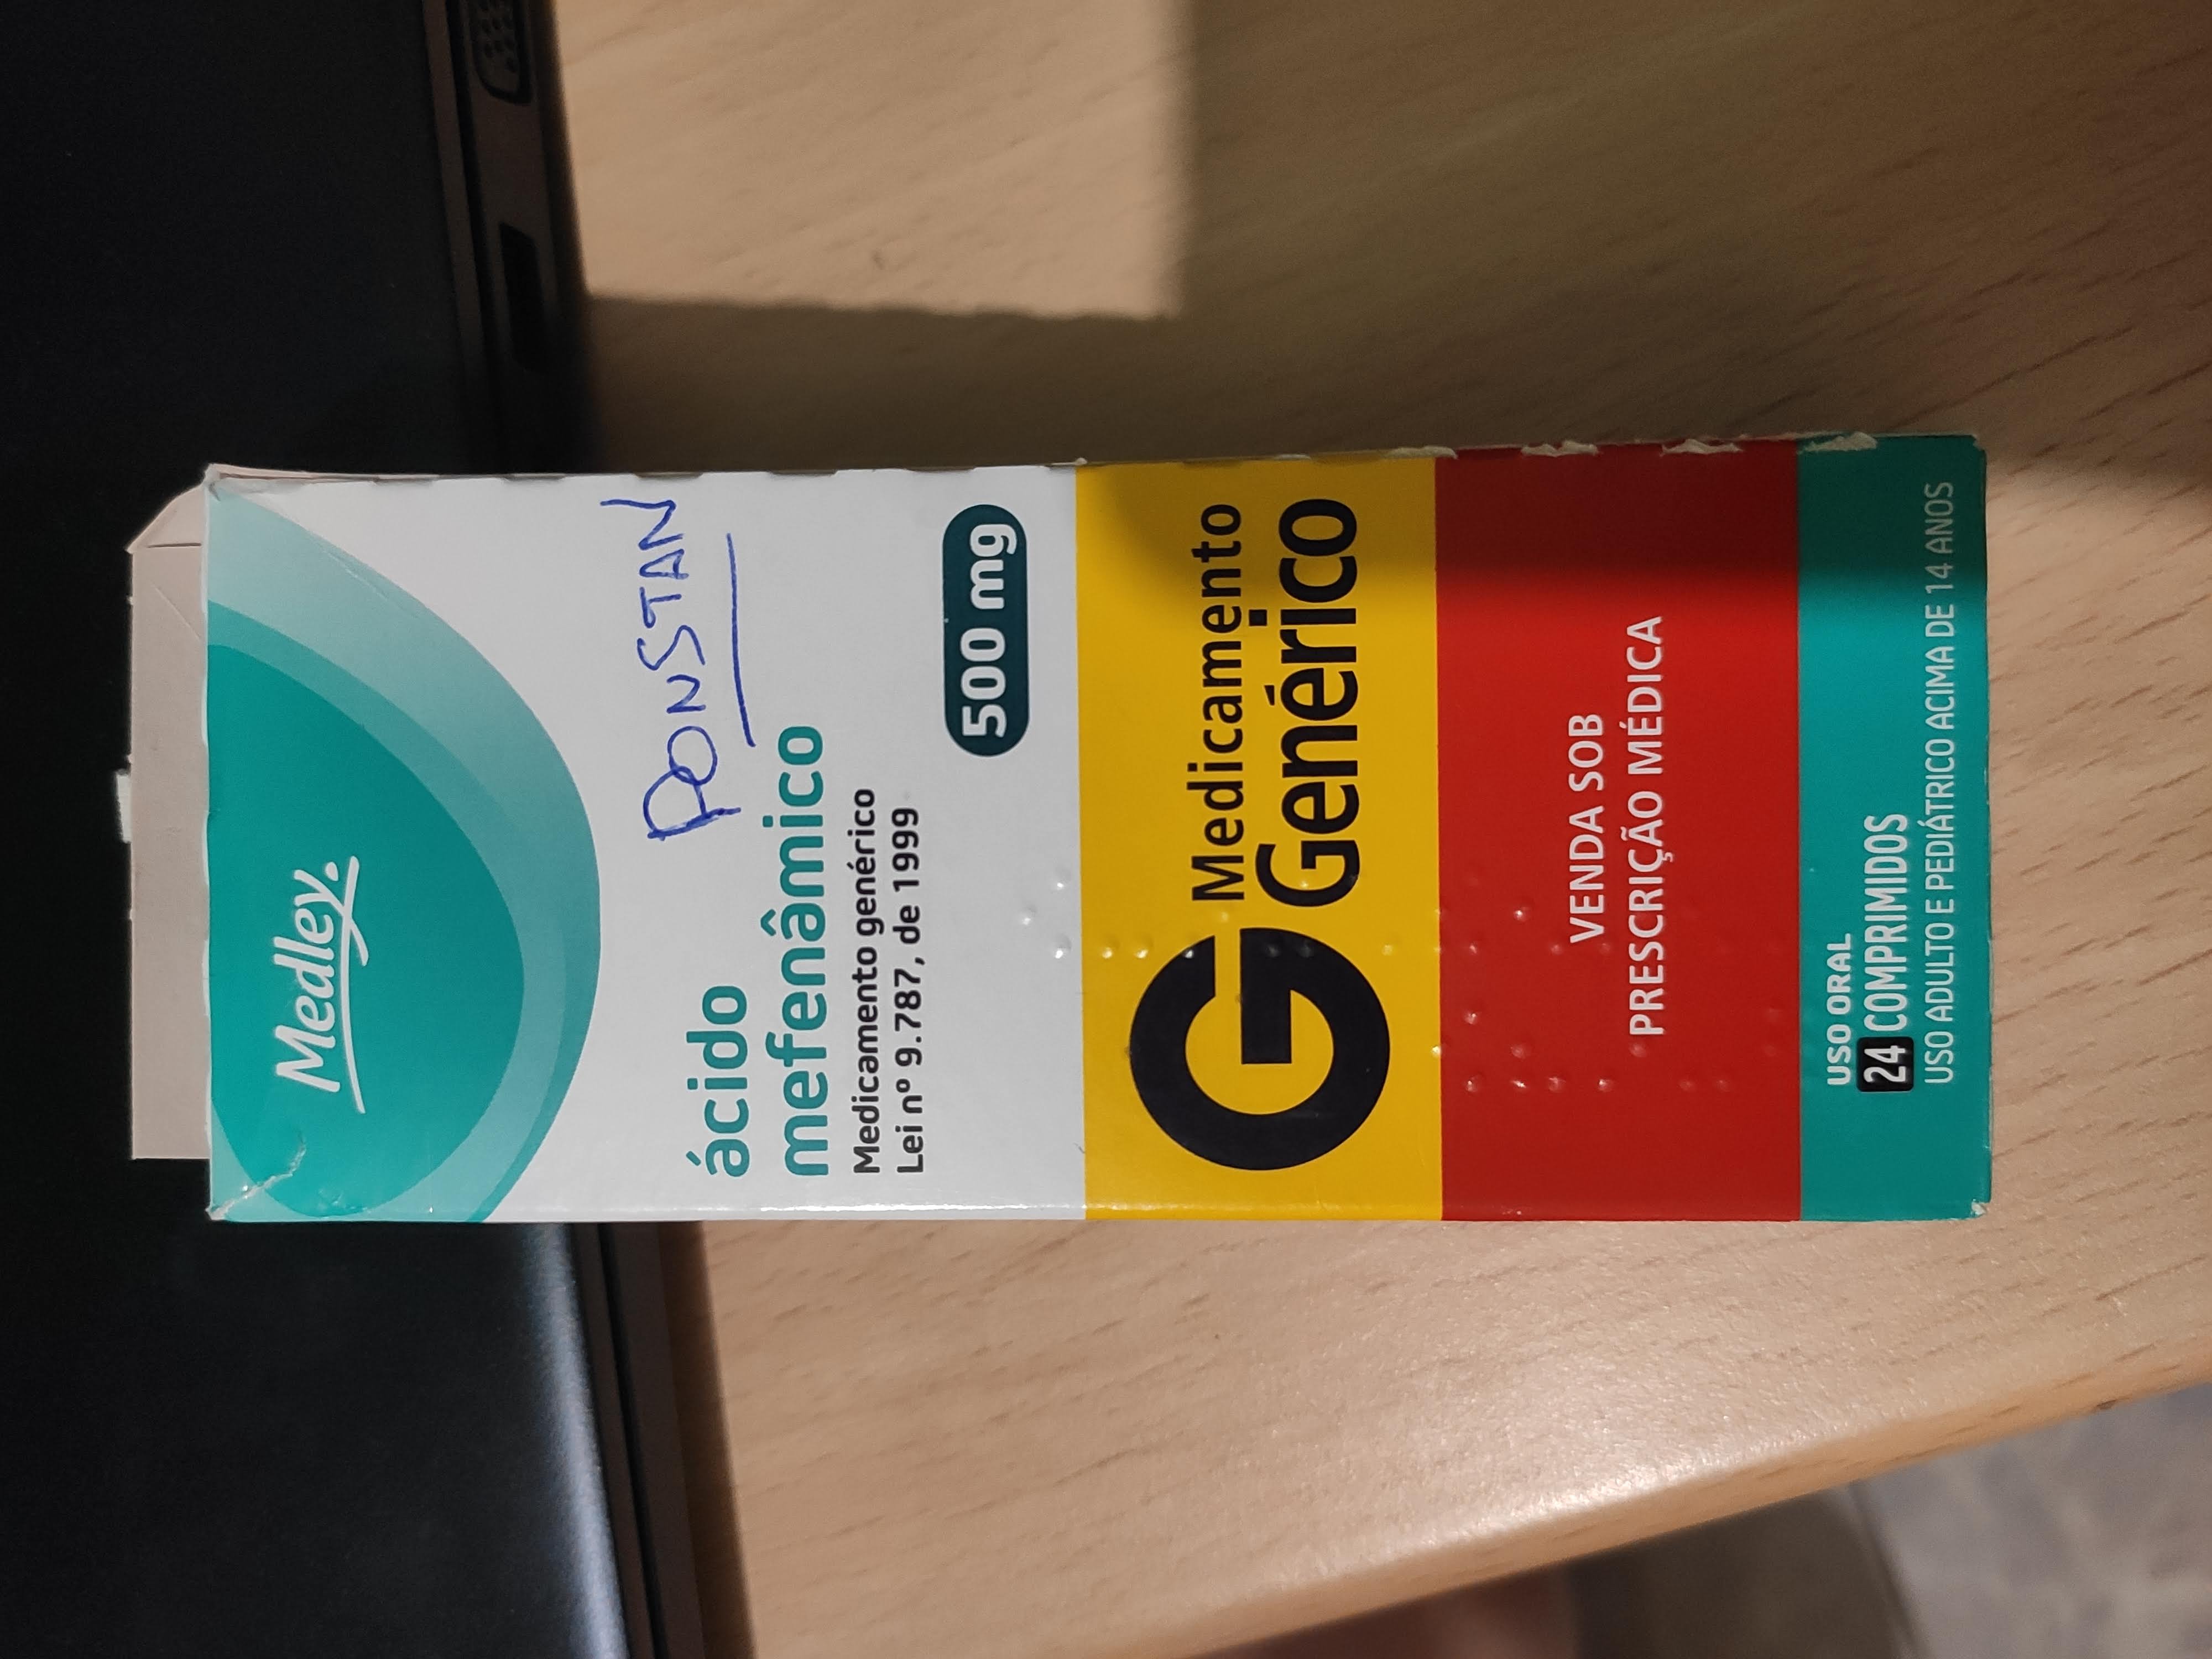 Medley.
PONSTAN
ácido
mefenâmico
Medicamento genérico
Lei nº 9.787, de 1999
500 mg
G Medicamento
Genérico
VENDA SOB
PRESCRIÇÃO MÉDICA
USO ORAL
24 COMPRIMIDOS
USO ADULTO E PEDIÁTRICO ACIMA DE 14 ANOS